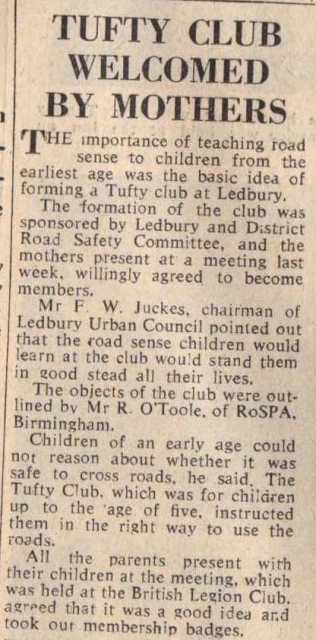 TUFTY CLUB
WELCOMED
BY MOTHERS
THE importance of teaching road
sense to children from the
earliest age was the basic idea of
forming a Tufty club at Ledbury.
The formation of the club was
sponsored by Ledbury and District
Road Safety Committee, and the
mothers present at a meeting last
week, willingly agreed to become
members.
Mr F. W. Juckes, chairman of
Ledbury Urban Council pointed out
that the road sense children would
learn at the club would stand them
in good stead all their lives.
The objects of the club were out-
lined by Mr R. O'Toole, of RoSPA,
Birmingham.
Children of an early age could
not reason about whether it was
safe to cross roads, he said. The
Tufty Club, which was for children
up to the age of five, instructed
them in the right way to use the
roads.
All the parents present with
their children at the meeting, which
was held at the British Legion Club,
agreed that it was a good idea and
took out membership badges.